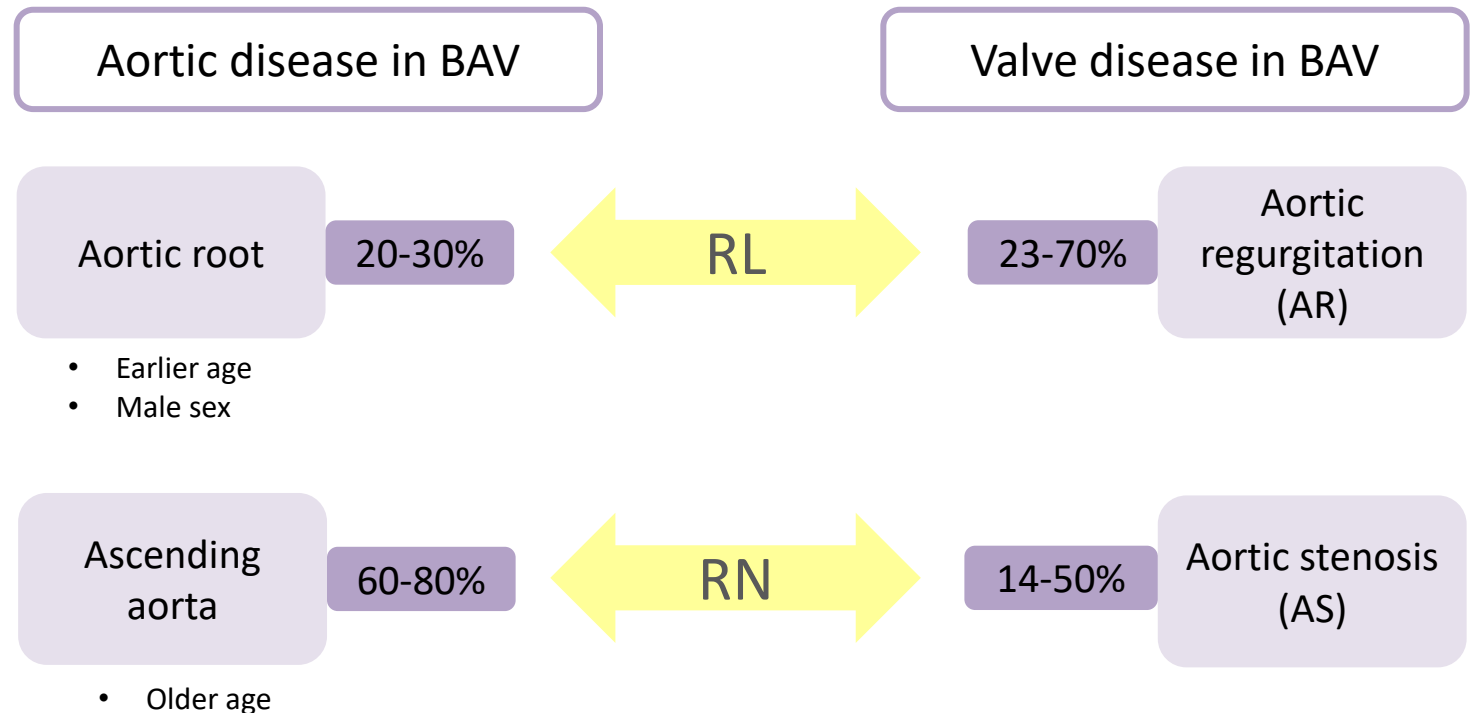 Aortic disease in BAV
Valve disease in BAV
Aortic root
20-30%
RL
23-70%
Aortic
regurgitation
(AR)
• Earlier age
• Male sex
Ascending
aorta
60-80%
RN
14-50%
Aortic stenosis
(AS)
• Older age